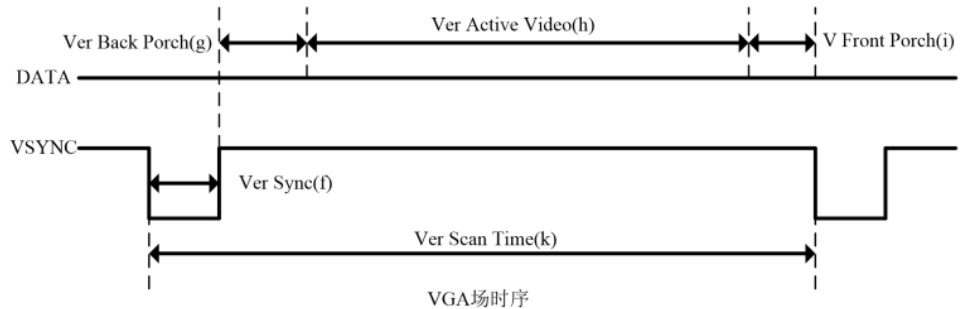 Ver Active Video(h)
Ver Back Porch(g)
V Front Porch(i)
DATA
VSYNC
Ver Sync(f)
Ver Scan Time(k)
VGA场时序